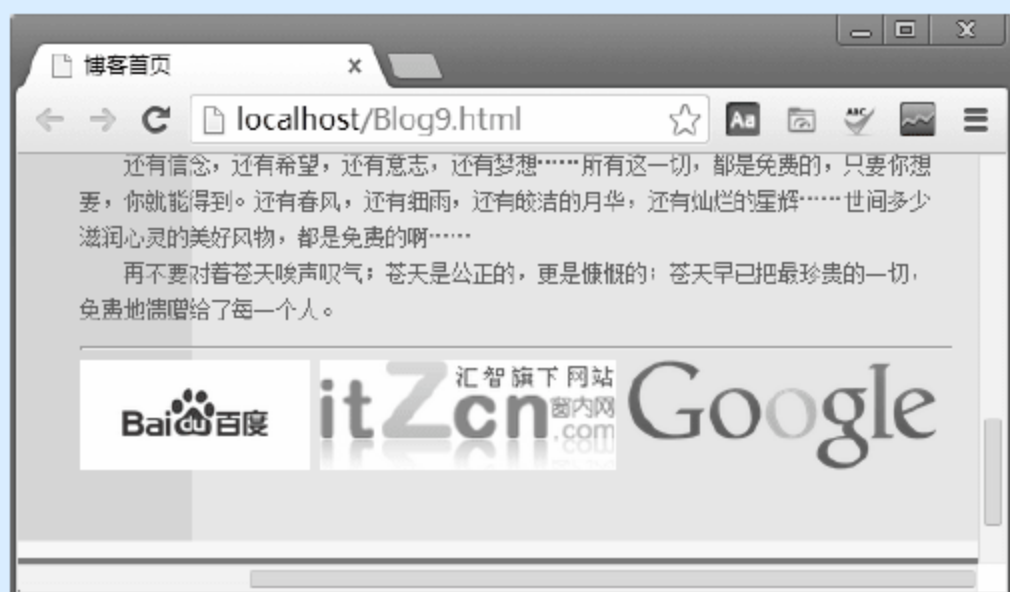 博客首页
localhost/Blog9.html
Aa
ABC
还有信念，还有希望，还有意志，还有梦想……所有这一切，都是免费的，只要你想
要，你就能得到。还有春风，还有细雨，还有皎洁的月华，还有灿烂的星辉……世间多少
滋润心灵的美好风物，都是免费的啊……
再不要对着苍天唉声叹气；苍天是公正的，更是慷慨的；苍天早已把最珍贵的一切，
免费地馈赠给了每一个人。
Baidu百度
itZcn
汇智旗下网站
窗内网
.com
Google